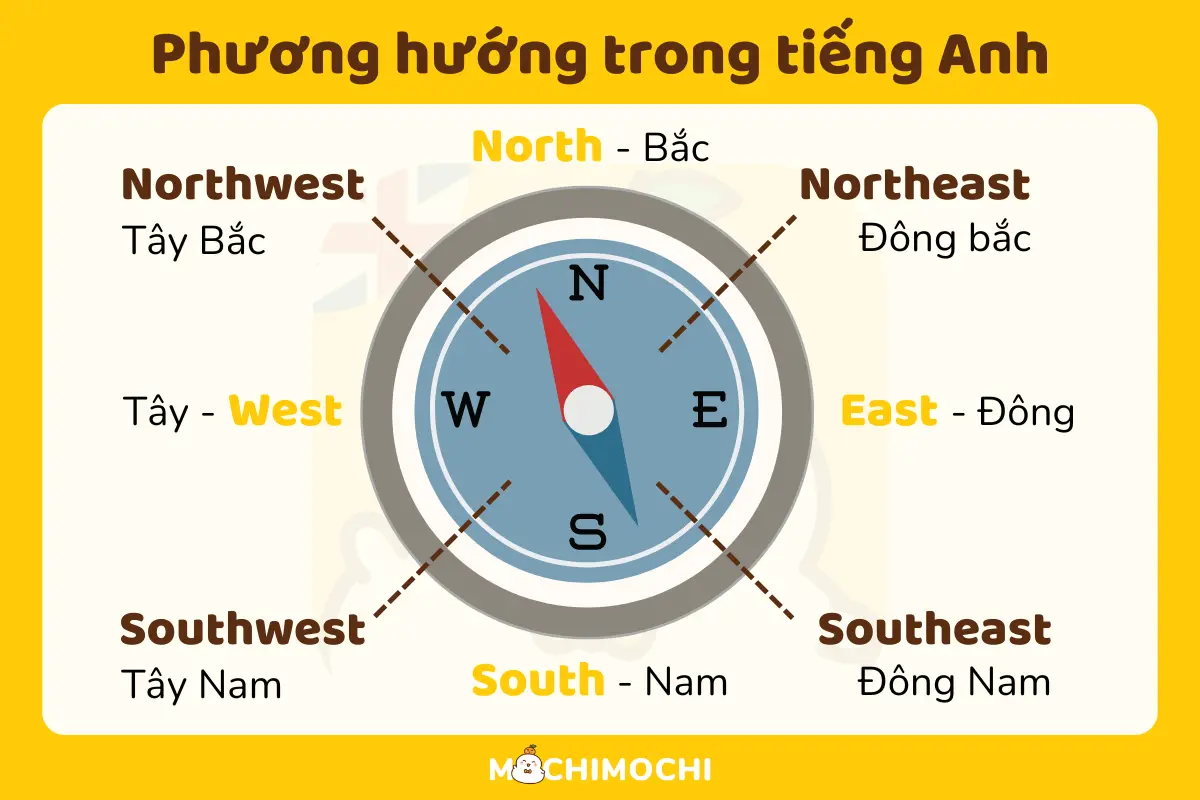 Phương hướng trong tiếng Anh
North - Bắc
Northwest
Tây Bắc
Northeast
Đông bắc
N
Tây - West
W
E
East - Đông
S
Southwest
Tây Nam
South - Nam
Southeast
Đông Nam
MOCHIMOCHI